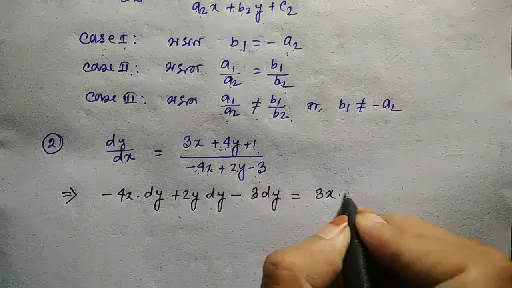 a₂x + b₂y + c₂
Case I: যখন b₁ = - a₂
Case II: যখন a₁/a₂ = b₁/b₂
Case III: যখন a₁/a₂ ≠ b₁/b₂ বা, b₁ ≠ -a₂
② dy/dx = 3x + 4y + 1 / -4x + 2y - 3
⇒ - 4x · dy + 2y dy - 3dy = 3x ·